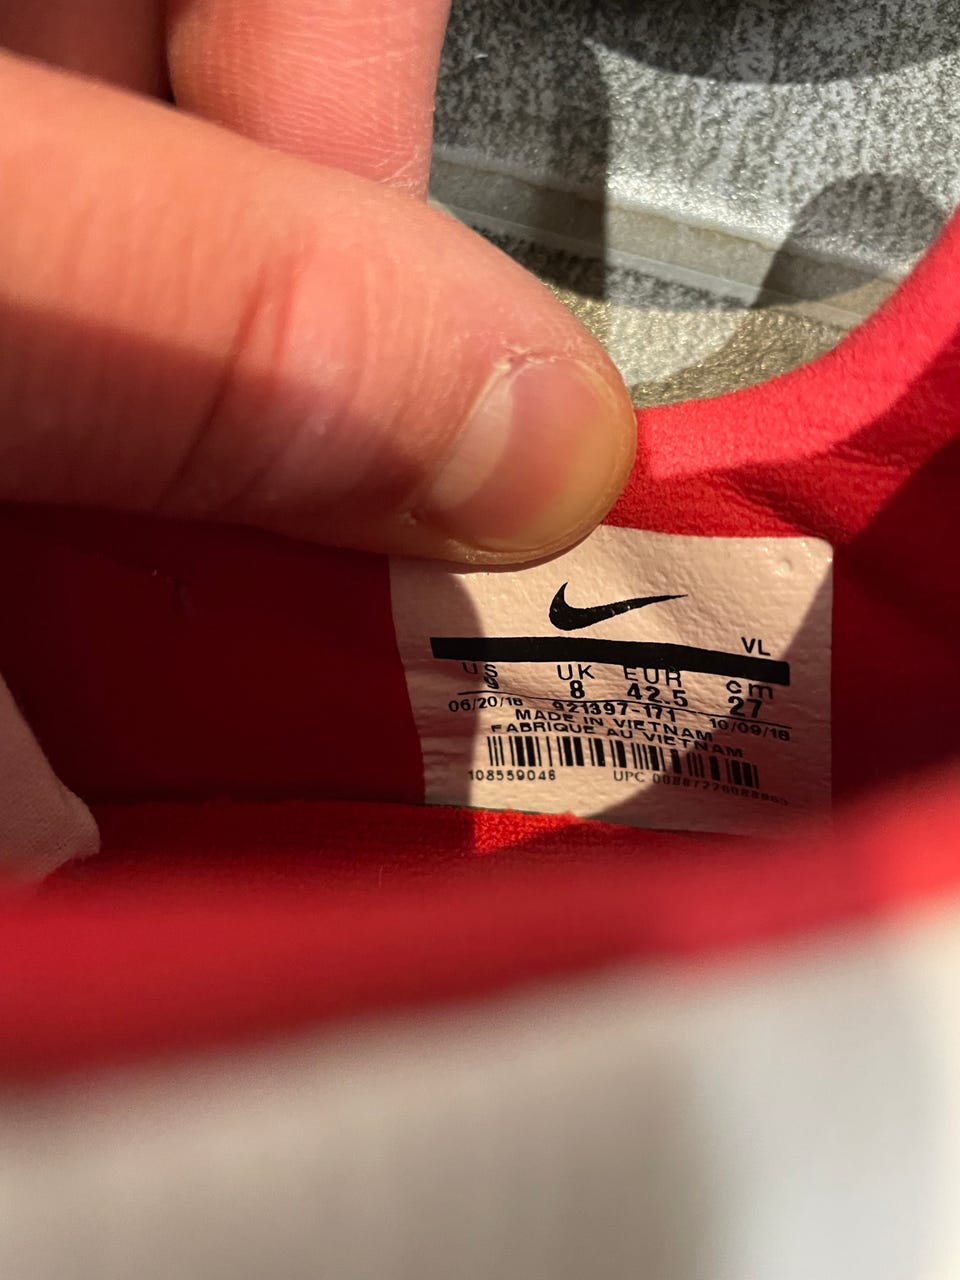 VL
US UK EUR cm
9 8 42.5 27
06/20/18 921397-171 10/09/18
MADE IN VIETNAM
FABRIQUE AU VIETNAM
108559046 UPC